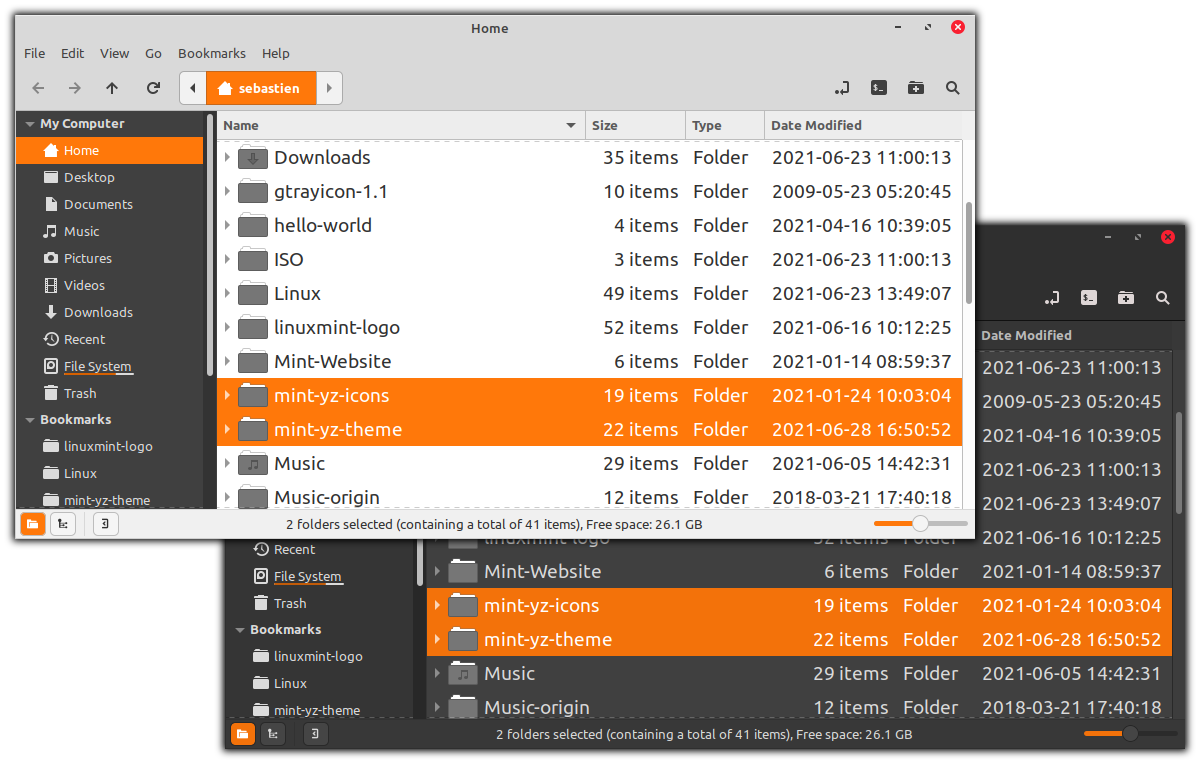 Home
File Edit View Go Bookmarks Help
sebastien
My Computer
Home
Desktop
Documents
Music
Pictures
Videos
Downloads
Recent
File System
Trash
Bookmarks
linuxmint-logo
Linux
mint-yz-theme
Name Size Type Date Modified
Downloads 35 items Folder 2021-06-23 11:00:13
gtrayicon-1.1 10 items Folder 2009-05-23 05:20:45
hello-world 4 items Folder 2021-04-16 10:39:05
ISO 3 items Folder 2021-06-23 11:00:13
Linux 49 items Folder 2021-06-23 13:49:07
linuxmint-logo 52 items Folder 2021-06-16 10:12:25
Mint-Website 6 items Folder 2021-01-14 08:59:37
mint-yz-icons 19 items Folder 2021-01-24 10:03:04
mint-yz-theme 22 items Folder 2021-06-28 16:50:52
Music 29 items Folder 2021-06-05 14:42:31
Music-origin 12 items Folder 2018-03-21 17:40:18
2 folders selected (containing a total of 41 items), Free space: 26.1 GB
Date Modified
2021-06-23 11:00:13
2009-05-23 05:20:45
2021-04-16 10:39:05
2021-06-23 11:00:13
2021-06-23 13:49:07
linuxmint-logo 52 items Folder 2021-06-16 10:12:25
Recent
File System
Trash
Bookmarks
linuxmint-logo
Linux
mint-yz-theme
Mint-Website 6 items Folder 2021-01-14 08:59:37
mint-yz-icons 19 items Folder 2021-01-24 10:03:04
mint-yz-theme 22 items Folder 2021-06-28 16:50:52
Music 29 items Folder 2021-06-05 14:42:31
Music-origin 12 items Folder 2018-03-21 17:40:18
2 folders selected (containing a total of 41 items), Free space: 26.1 GB